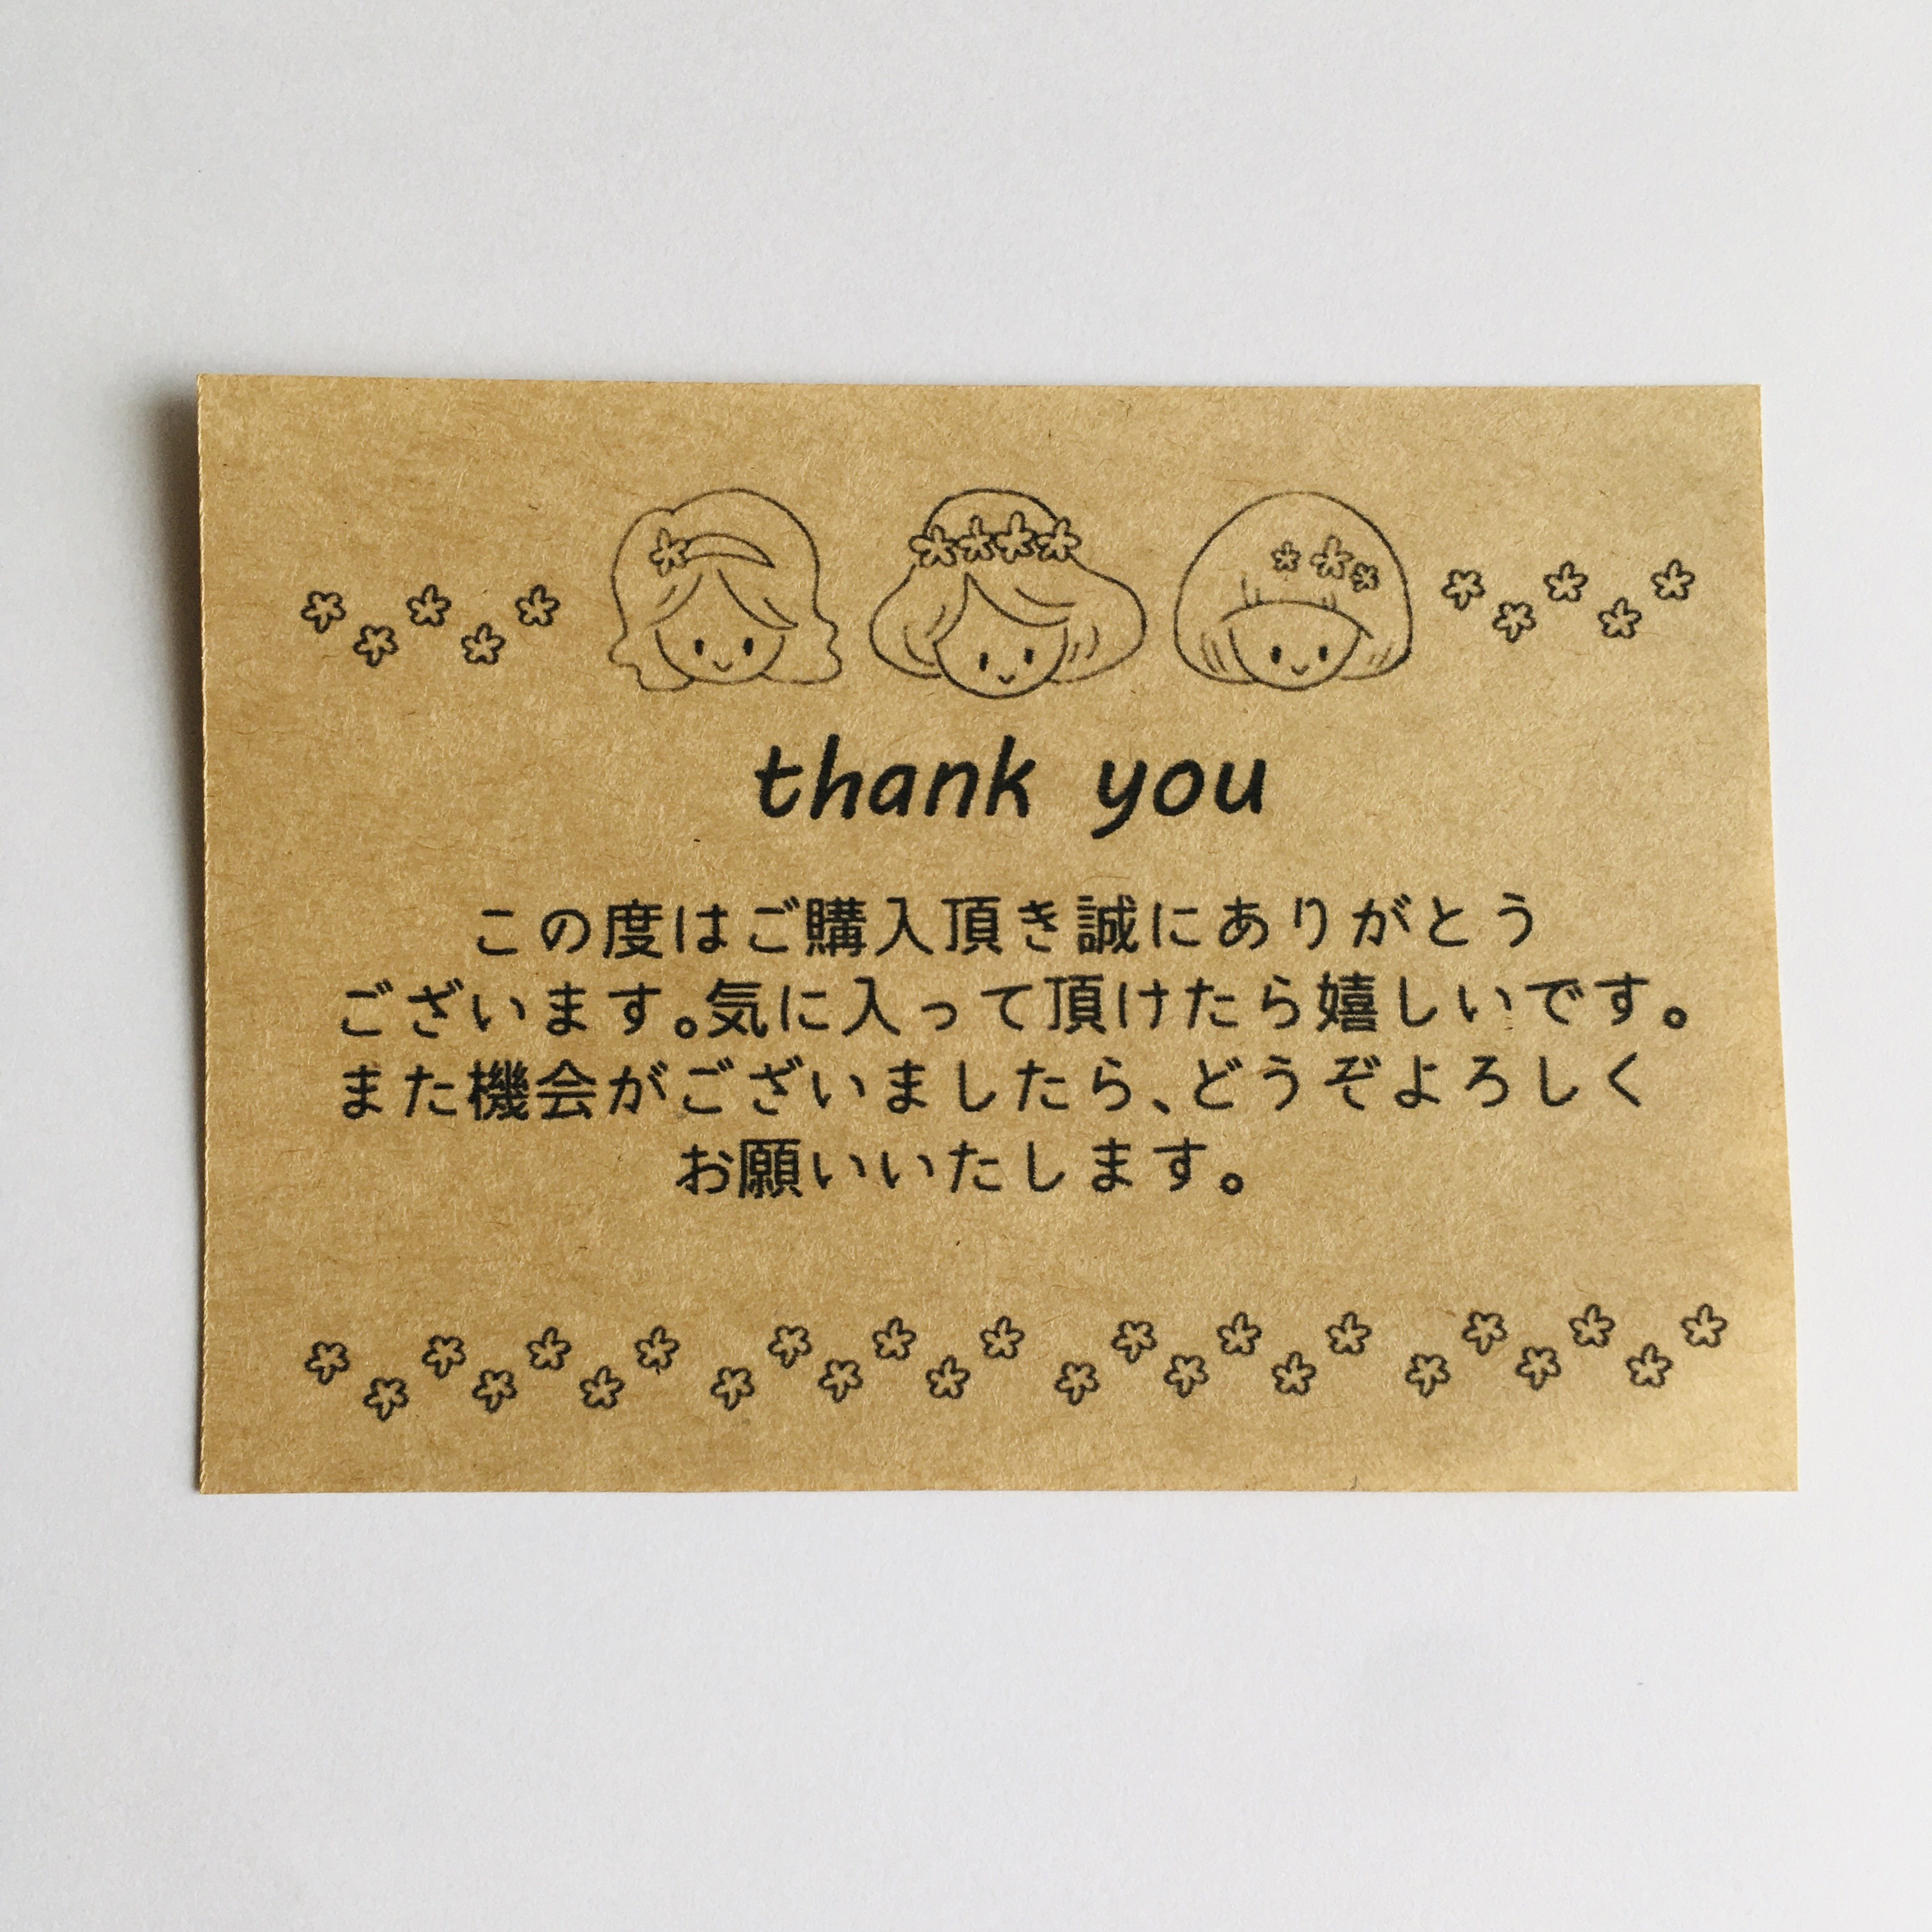 thank you
この度はご購入頂き誠にありがとう
ございます。気に入って頂けたら嬉しいです。
また機会がございましたら、どうぞよろしく
お願いいたします。